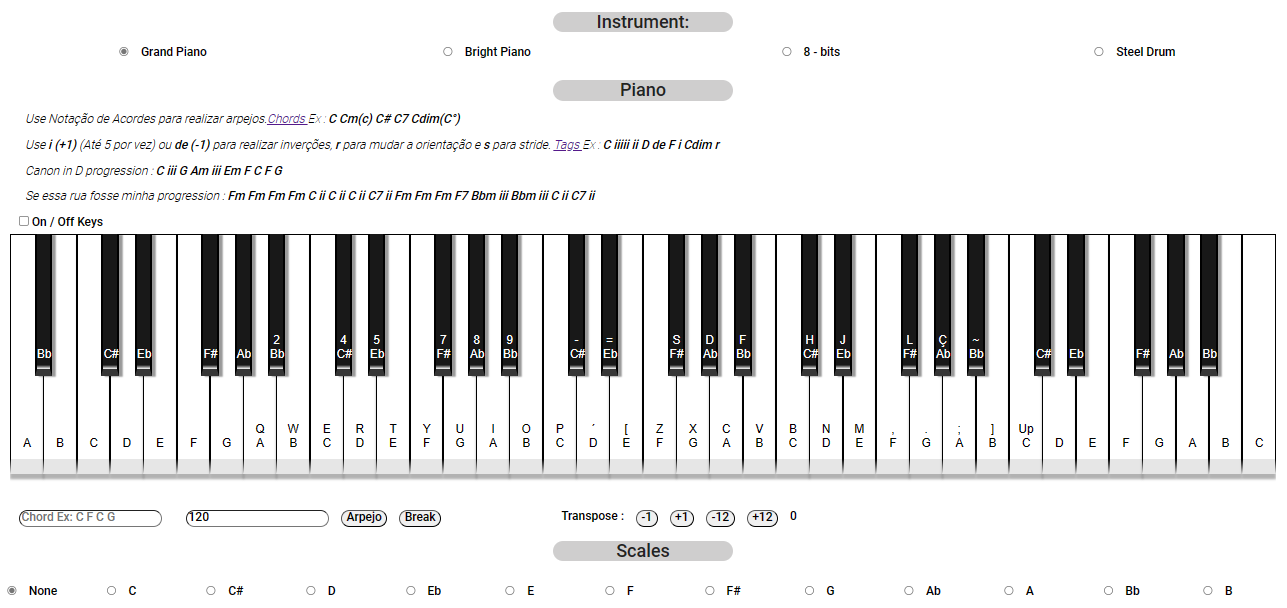 Instrument:
Grand Piano Bright Piano 8 - bits Steel Drum
Piano
Use Notação de Acordes para realizar arpejos.Chords Ex : C Cm(c) C# C7 Cdim(C°)
Use i (+1) (Até 5 por vez) ou de (-1) para realizar inverções, r para mudar a orientação e s para stride. Tags Ex : C iiiii ii D de F i Cdim r
Canon in D progression : C iii G Am iii Em F C F G
Se essa rua fosse minha progression : Fm Fm Fm Fm C ii C ii C ii C7 ii Fm Fm Fm F7 Bbm iii Bbm iii C ii C7 ii
On / Off Keys
2 4 5 7 8 9 - = S D F H J L Ç ~
Bb C# Eb F# Ab Bb C# Eb F# Ab Bb C# Eb F# Ab Bb C# Eb F# Ab Bb C# Eb F# Ab Bb
Q W E R T Y U I O P ´ [ Z X C V B N M , . ; ] Up
A B C D E F G A B C D E F G A B C D E F G A B C D E F G A B C D E F G A B C
Chord Ex: C F C G 120 Arpejo Break Transpose : -1 +1 -12 +12 0
Scales
None C C# D Eb E F F# G Ab A Bb B